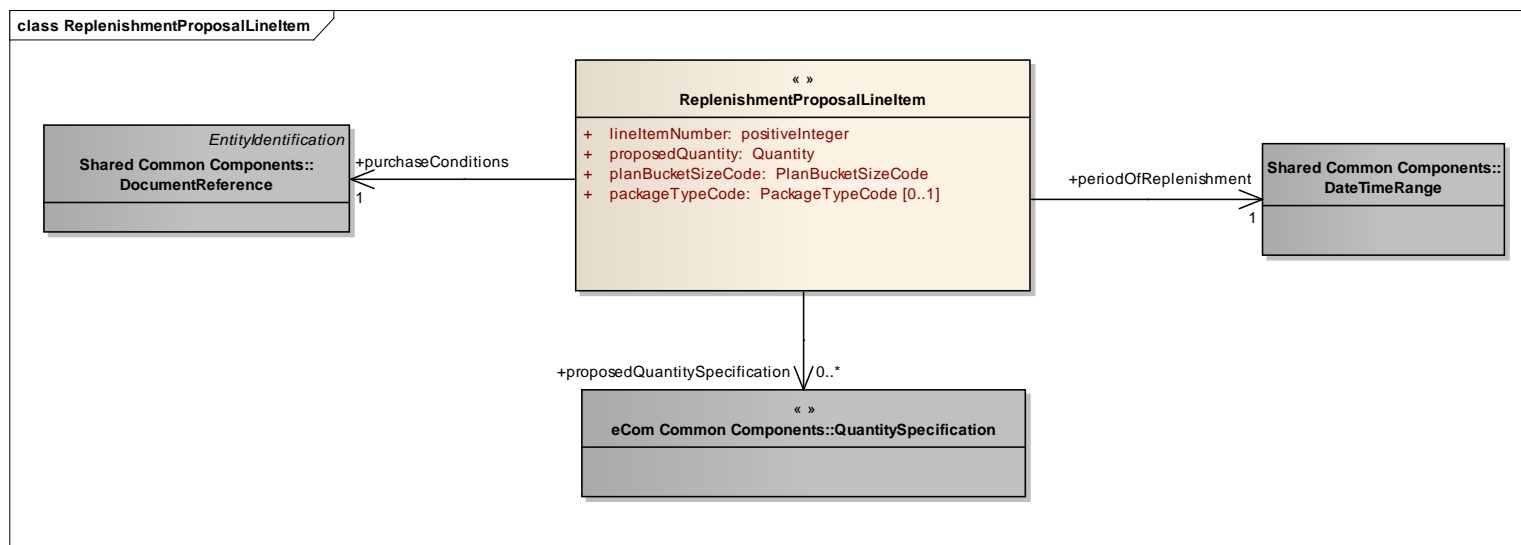 class ReplenishmentProposalLineItem
« »
ReplenishmentProposalLineItem
+ lineItemNumber: positiveInteger
+ proposedQuantity: Quantity
+ planBucketSizeCode: PlanBucketSizeCode
+ packageTypeCode: PackageTypeCode [0..1]
EntityIdentification
Shared Common Components::
DocumentReference
+purchaseConditions
1
Shared Common Components::
DateTimeRange
+periodOfReplenishment
1
+proposedQuantitySpecification
0..*
« »
eCom Common Components::QuantitySpecification